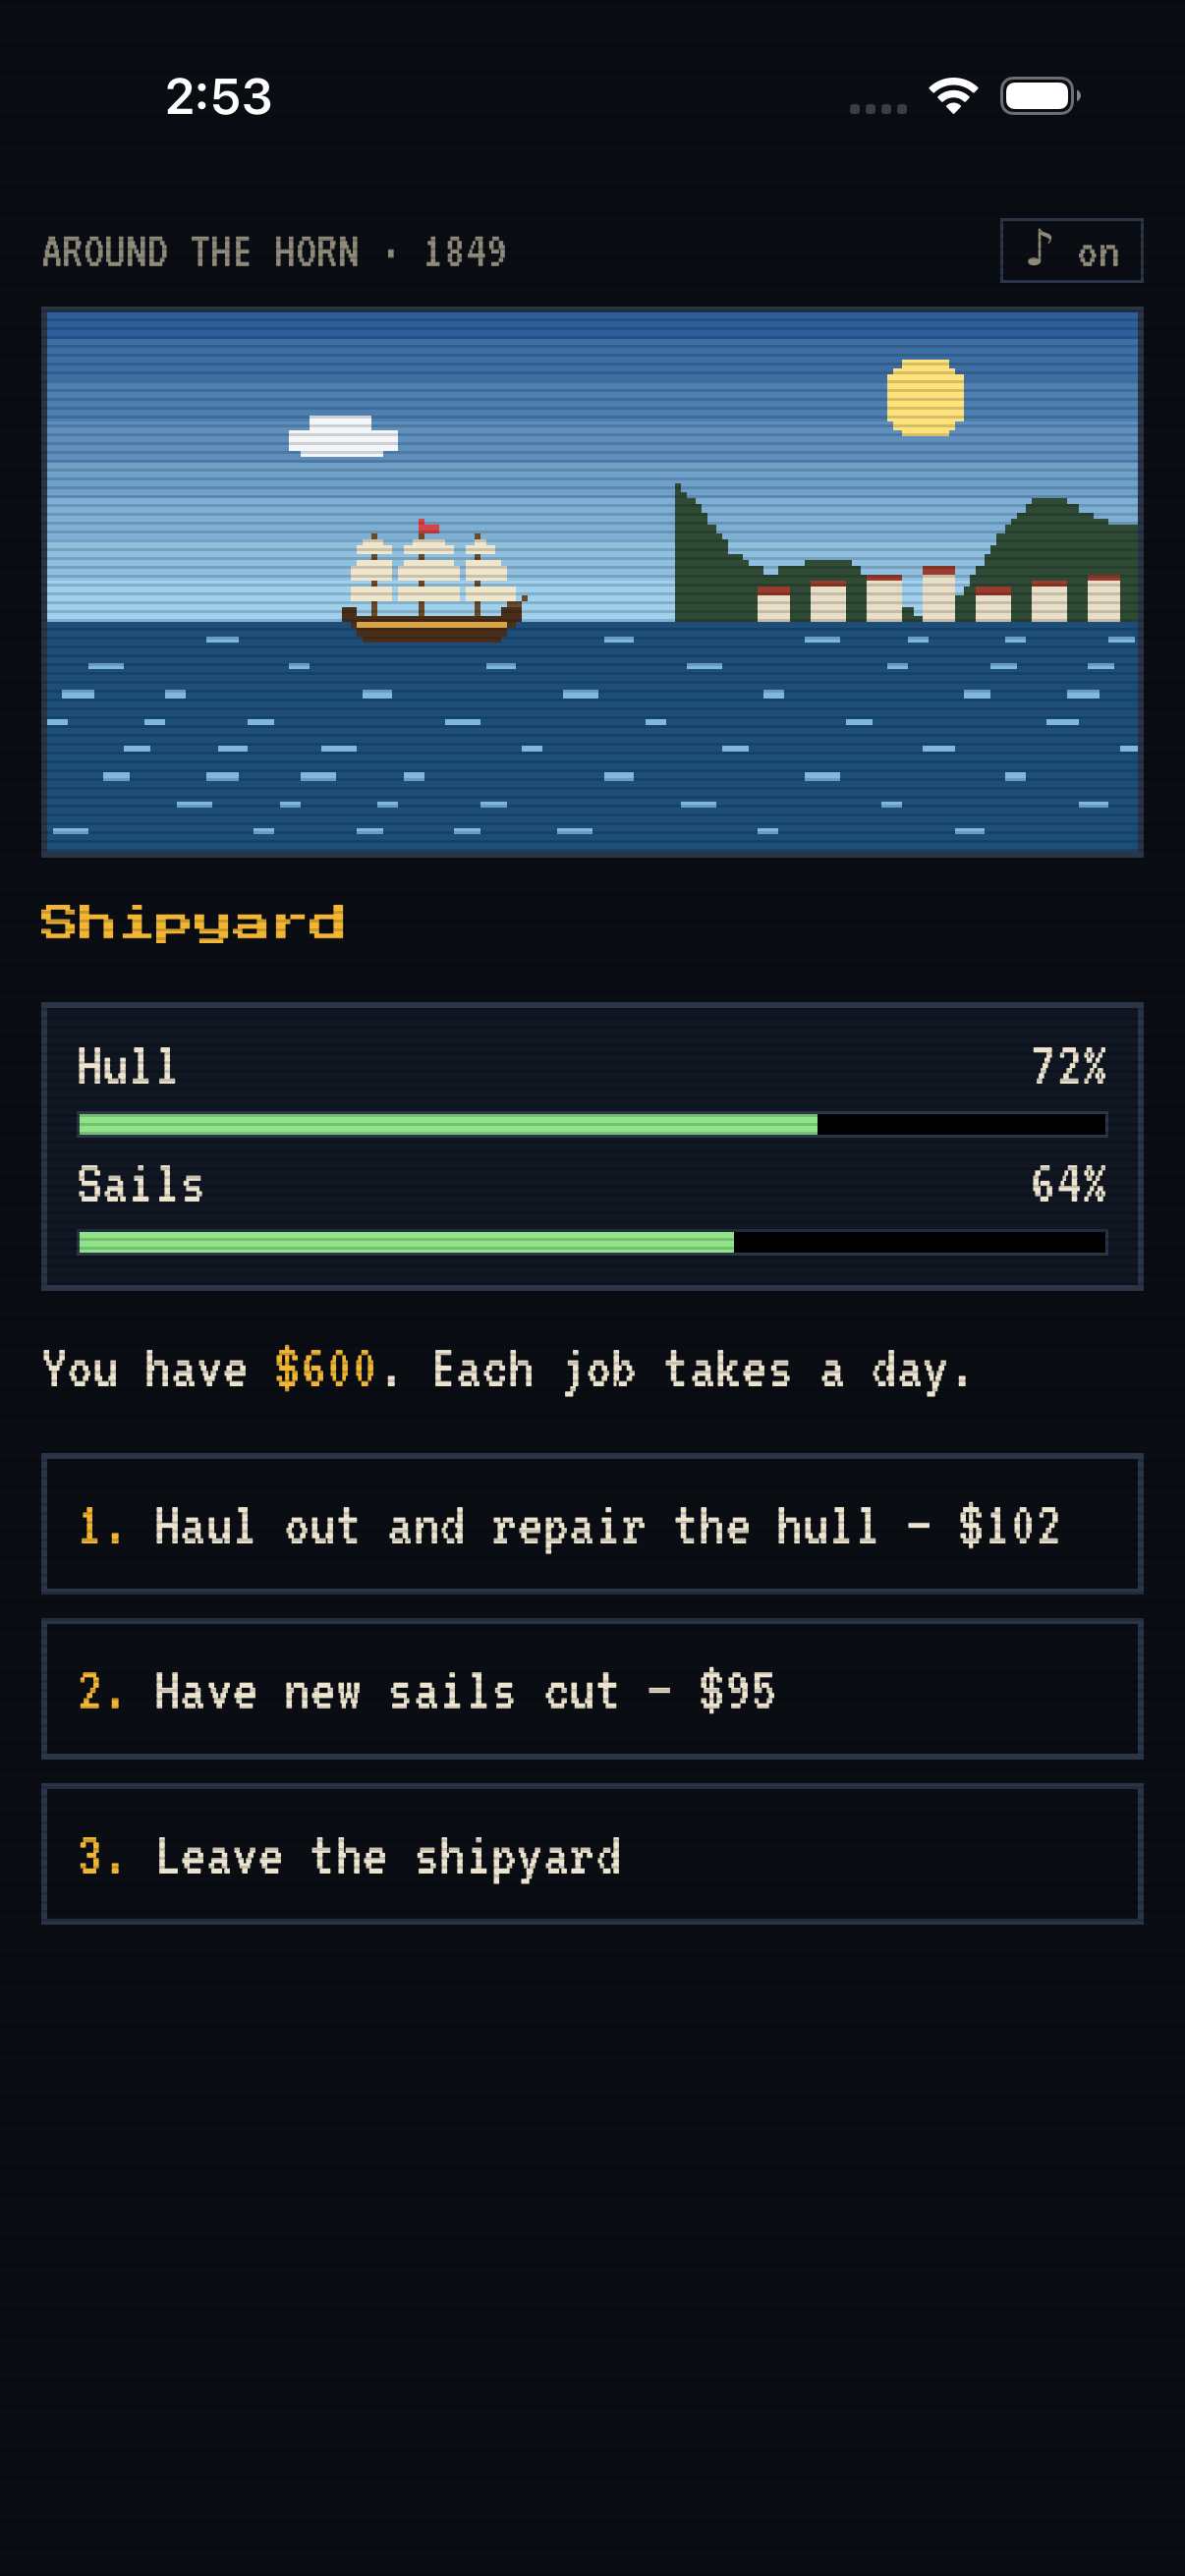 2:53
AROUND THE HORN · 1849
♪ on
Shipyard
Hull 72%
Sails 64%
You have $600. Each job takes a day.
1. Haul out and repair the hull — $102
2. Have new sails cut — $95
3. Leave the shipyard